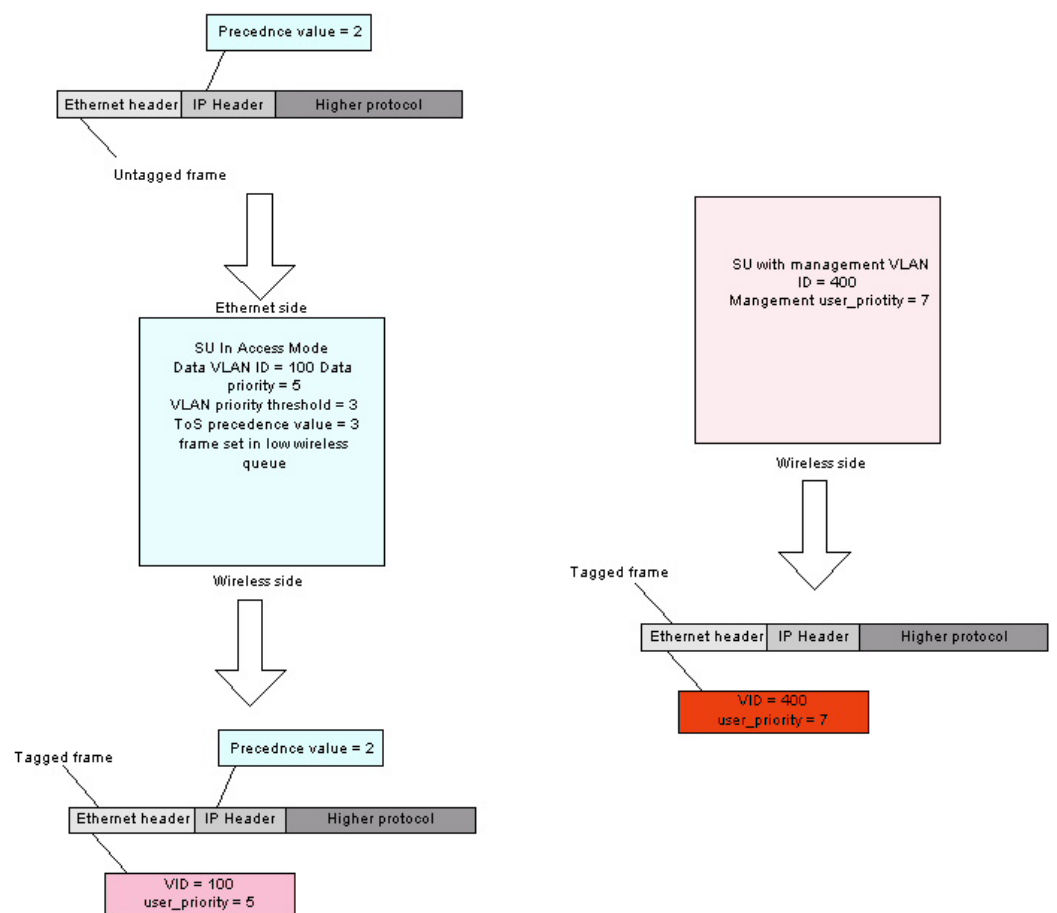 Precednce value = 2
Ethernet header IP Header Higher protocol
Untagged frame
Ethernet side
SU In Access Mode
Data VLAN ID = 100 Data
priority = 5
VLAN priority threshold = 3
ToS precedence value = 3
frame set in low wireless
queue
Wireless side
Precednce value = 2
Tagged frame
Ethernet header IP Header Higher protocol
VID = 100
user_priority = 5
SU with management VLAN
ID = 400
Mangement user_priotity = 7
Wireless side
Tagged frame
Ethernet header IP Header Higher protocol
VID = 400
user_priority = 7